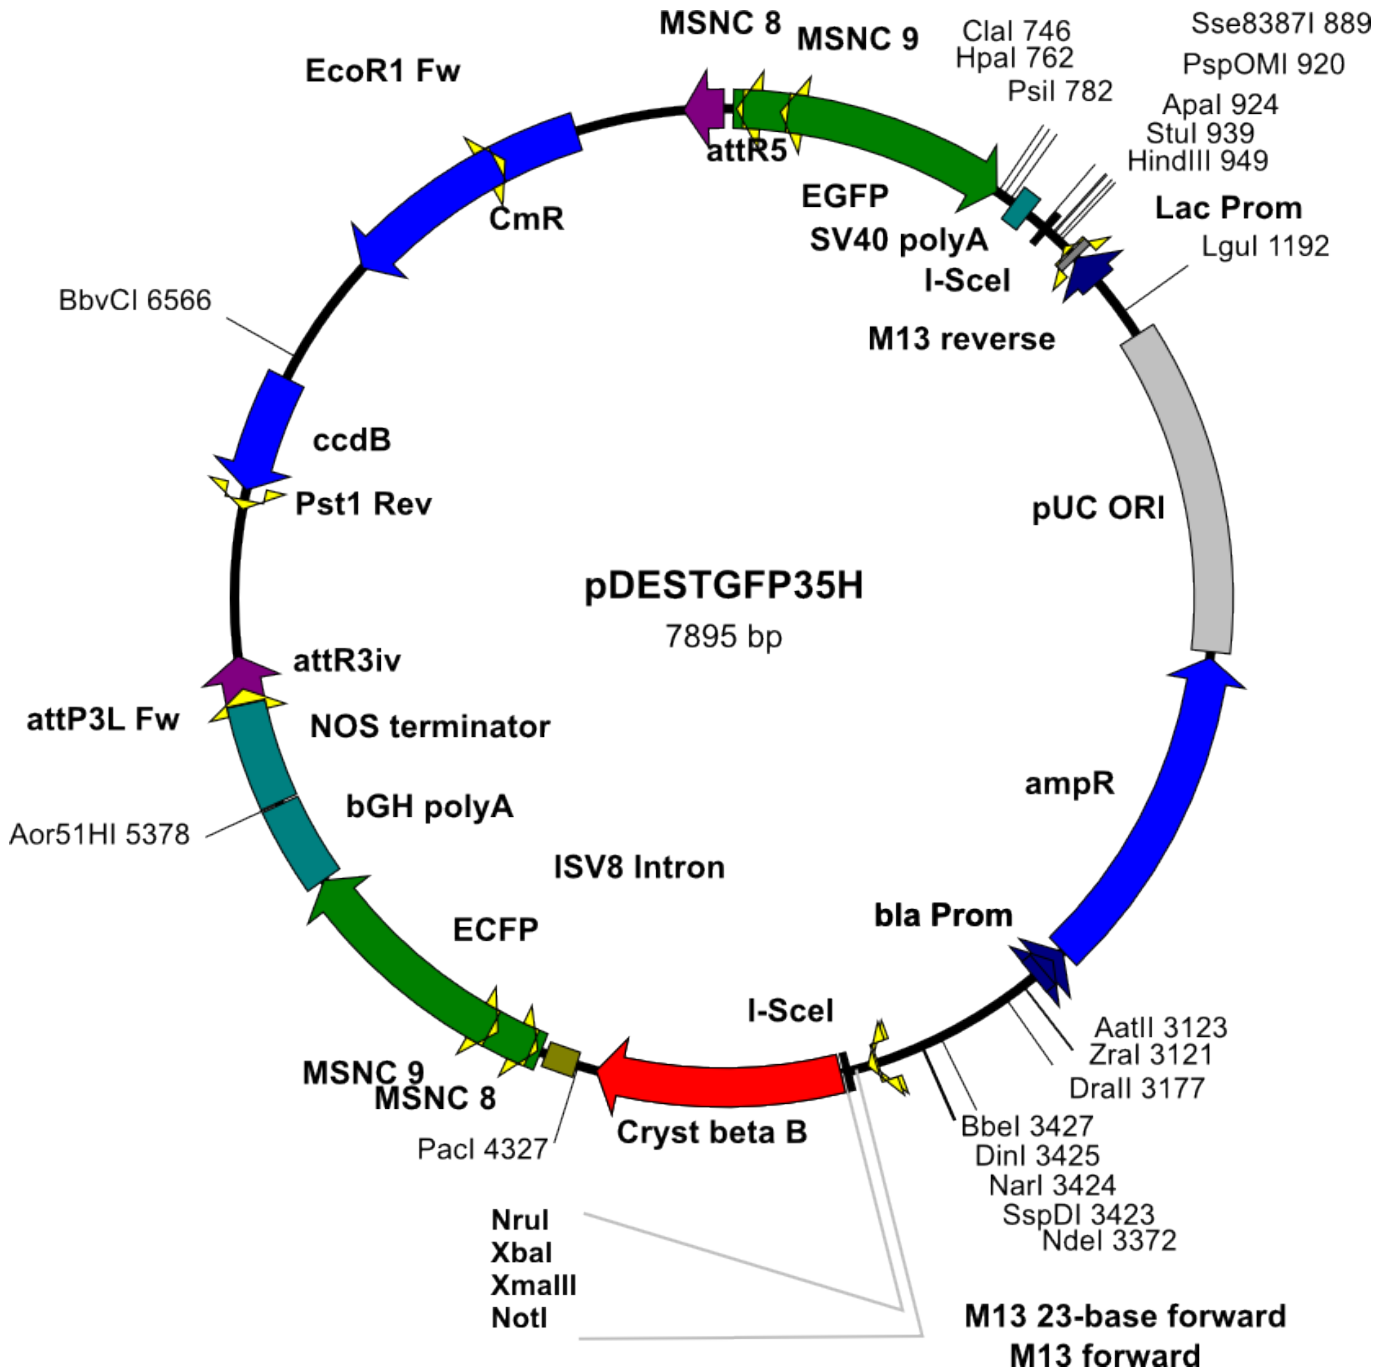 MSNC 8
MSNC 9
ClaI 746
HpaI 762
PsiI 782
Sse8387I 889
PspOMI 920
ApaI 924
StuI 939
HindIII 949
EcoR1 Fw
attR5
EGFP
CmR
SV40 polyA
I-SceI
Lac Prom
LguI 1192
M13 reverse
BbvCI 6566
ccdB
Pst1 Rev
pUC ORI
pDESTGFP35H
7895 bp
attR3iv
attP3L Fw
NOS terminator
ampR
bGH polyA
Aor51HI 5378
ISV8 Intron
bla Prom
ECFP
I-SceI
AatII 3123
ZraI 3121
DraII 3177
MSNC 9
MSNC 8
PacI 4327
Cryst beta B
BbeI 3427
DinI 3425
NarI 3424
SspDI 3423
NdeI 3372
NruI
XbaI
XmaIII
NotI
M13 23-base forward
M13 forward